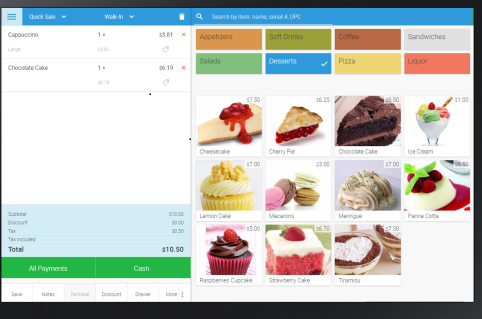 Quick Sale
Walk-In
Search by item: name, serial #, UPC
Cappuccino 1 × $3.81 ×
Large $3.81
Chocolate Cake 1 × $6.19 ×
$6.19
Subtotal $10.00
Discount $0.00
Tax $0.50
Tax Included
Total $10.50
All Payments
Cash
Save
Notes
Terminal
Discount
Drawer
More
Appetizers
Soft Drinks
Coffee
Sandwiches
Salads
Desserts
Pizza
Liquor
$7.50
Cheesecake
$6.25
Cherry Pie
$6.50
Chocolate Cake
$1.00
Ice Cream
$7.00
Lemon Cake
$3.00
Macarons
$7.00
Meringue
$6.50
Panna Cotta
$5.00
Raspberries Cupcake
$6.70
Strawberry Cake
$7.30
Tiramisu